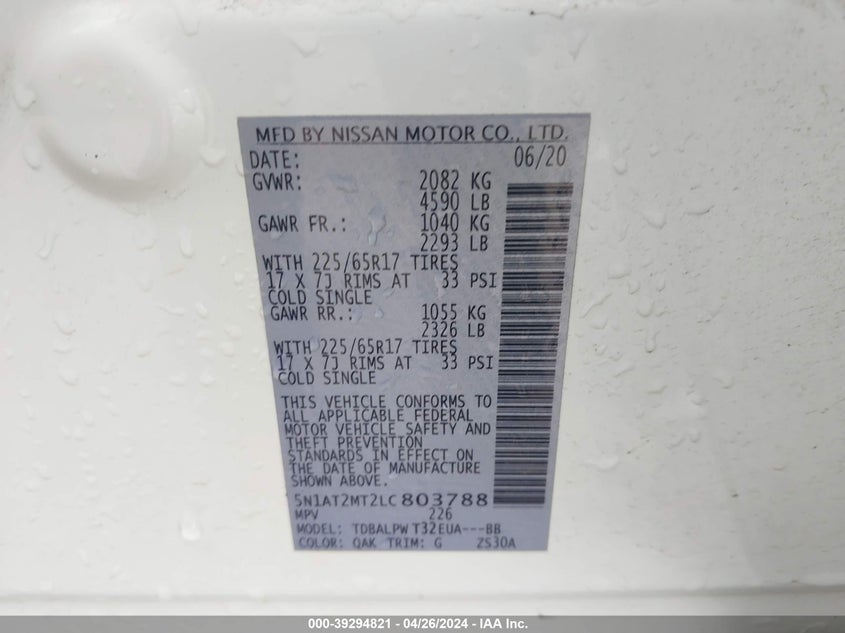 MFD BY NISSAN MOTOR CO., LTD.
DATE: 06/20
GVWR: 2082 KG
4590 LB
GAWR FR.: 1040 KG
2293 LB
WITH 225/65R17 TIRES
17 X 7J RIMS AT 33 PSI
COLD SINGLE
GAWR RR.: 1055 KG
2326 LB
WITH 225/65R17 TIRES
17 X 7J RIMS AT 33 PSI
COLD SINGLE
THIS VEHICLE CONFORMS TO
ALL APPLICABLE FEDERAL
MOTOR VEHICLE SAFETY AND
THEFT PREVENTION
STANDARDS IN EFFECT ON
THE DATE OF MANUFACTURE
SHOWN ABOVE.
5N1AT2MT2LC803788
MPV 226
MODEL: TDBALPW T32EUA---BB
COLOR: QAK TRIM: G ZS30A
000-39294821 - 04/26/2024 - IAA Inc.